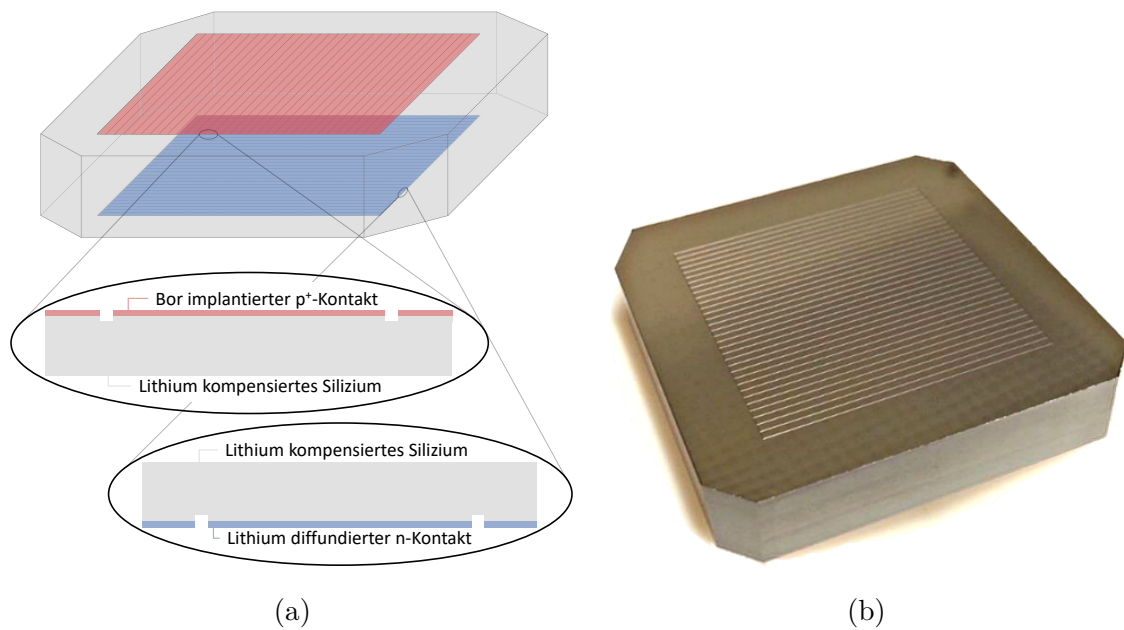 Bor implantierter p⁺-Kontakt
Lithium kompensiertes Silizium
Lithium kompensiertes Silizium
Lithium diffundierter n-Kontakt
(a)
(b)